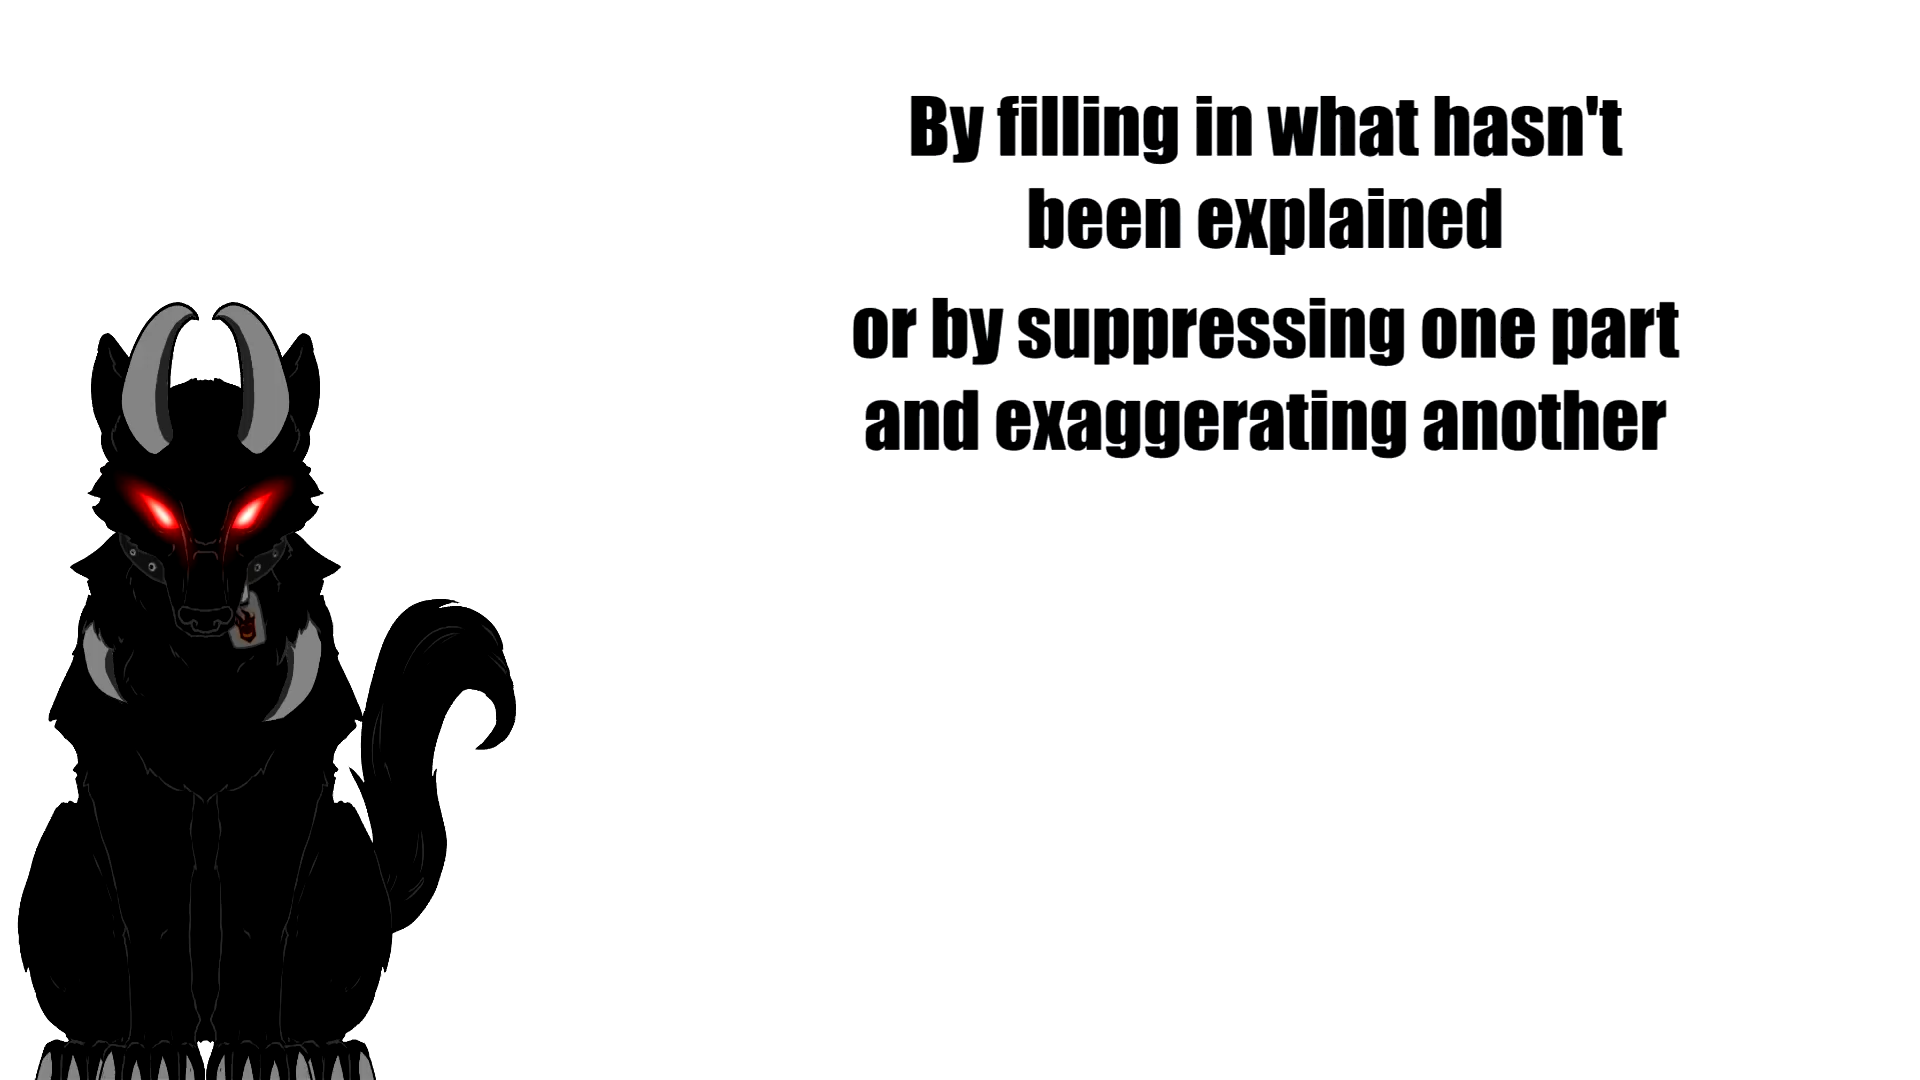 By filling in what hasn't
been explained
or by suppressing one part
and exaggerating another